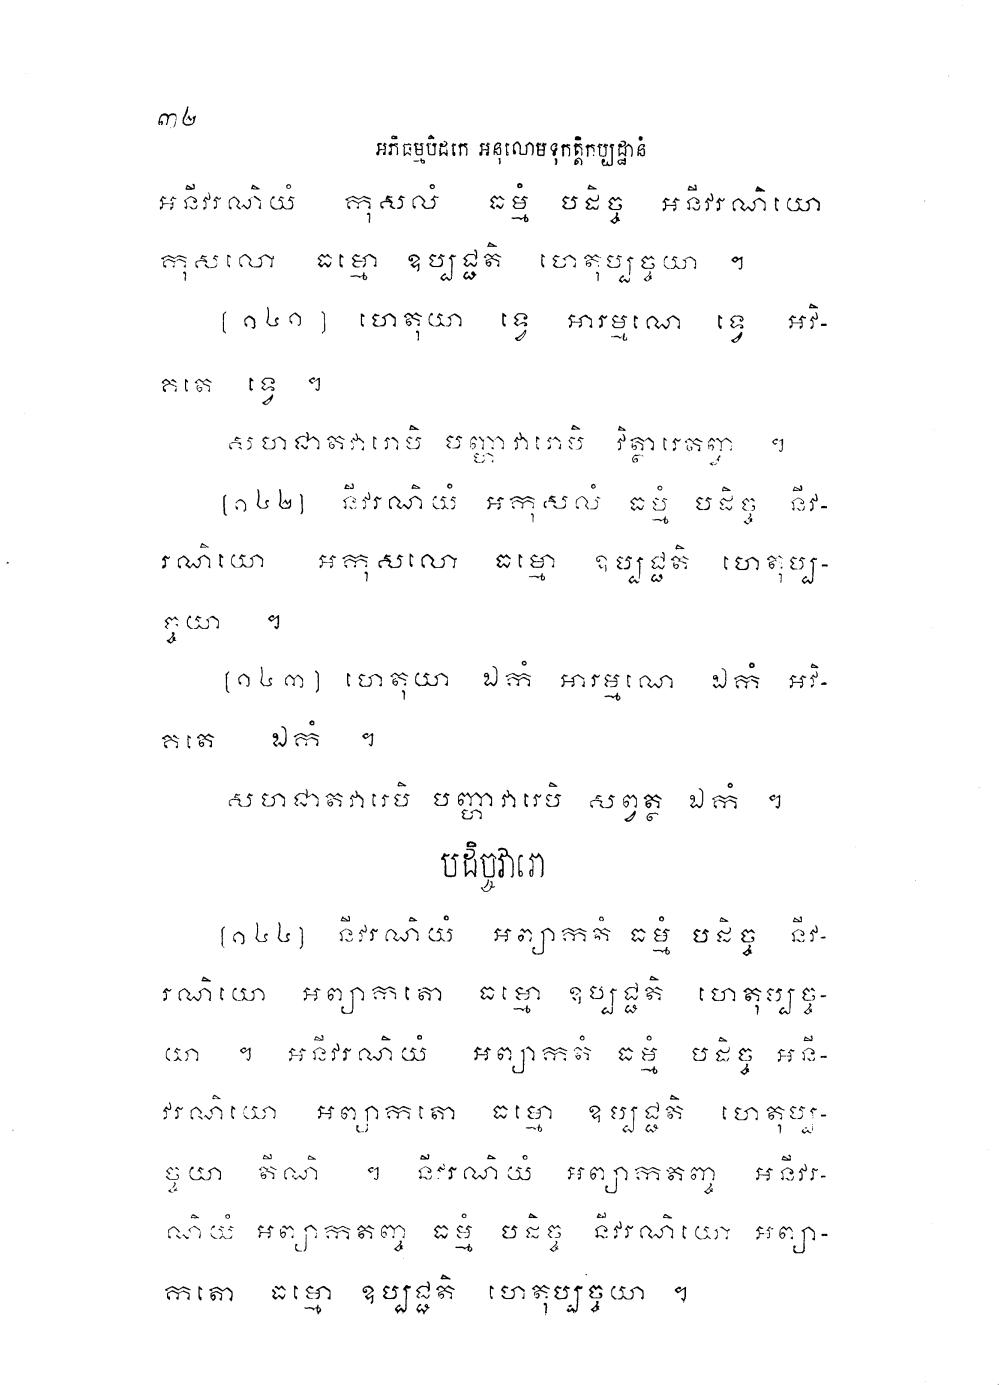 ៣២
អភិធម្មបិដកេ អនុលោមទុកត្តិកប្បដ្ឋានំ
អនីវរណិយំ កុសលំ ធម្មំ បដិច្ច អនីវរណិយោ
កុសលោ ធម្មោ ឧប្បជ្ជតិ ហេតុប្បច្ចយា ។
(១៤១) ហេតុយា ទ្វេ អារម្មណេ ទ្វេ អវិ-
គតេ ទ្វេ ។
សហជាតវារេបិ បញ្ហាវារេបិ វិត្ថារេតញ្ច ។
(១៤២) នីវរណិយំ អកុសលំ ធម្មំ បដិច្ច នីវ-
រណិយោ អកុសលោ ធម្មោ ឧប្បជ្ជតិ ហេតុប្ប-
ច្ចយា ។
(១៤៣) ហេតុយា ឯកំ អារម្មណេ ឯកំ អវិ-
គតេ ឯកំ ។
សហជាតវារេបិ បញ្ហាវារេបិ សព្វត្ថ ឯកំ ។
បដិច្ចវារោ
(១៤៤) នីវរណិយំ អព្យាកតំ ធម្មំ បដិច្ច នីវ-
រណិយោ អព្យាកតោ ធម្មោ ឧប្បជ្ជតិ ហេតុប្បច្ច-
យា ។ អនីវរណិយំ អព្យាកតំ ធម្មំ បដិច្ច អនី-
វរណិយោ អព្យាកតោ ធម្មោ ឧប្បជ្ជតិ ហេតុប្ប-
ច្ចយា តីណិ ។ នីវរណិយំ អព្យាកតញ្ច អនីវរ-
ណិយំ អព្យាកតញ្ច ធម្មំ បដិច្ច នីវរណិយោ អព្យា-
កតោ ធម្មោ ឧប្បជ្ជតិ ហេតុប្បច្ចយា ។